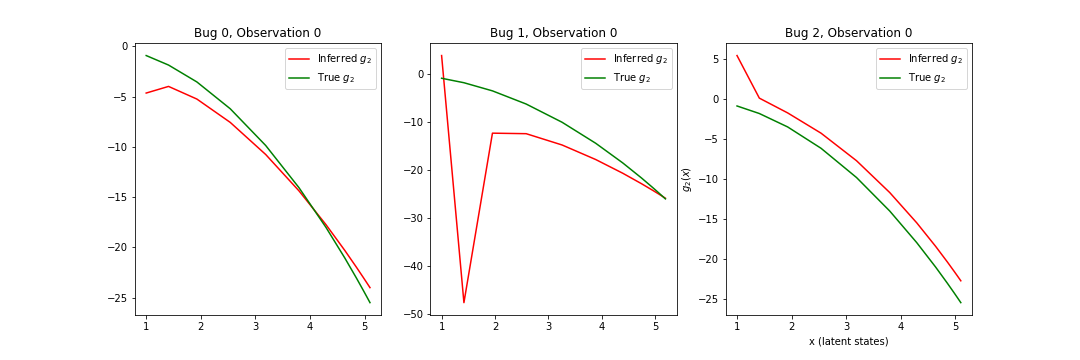 Bug 0, Observation 0
Inferred g₂
True g₂
0
−5
−10
−15
−20
−25
1 2 3 4 5
Bug 1, Observation 0
Inferred g₂
True g₂
0
−10
−20
−30
−40
−50
1 2 3 4 5
Bug 2, Observation 0
Inferred g₂
True g₂
g₂(x)
5
0
−5
−10
−15
−20
−25
1 2 3 4 5
x (latent states)